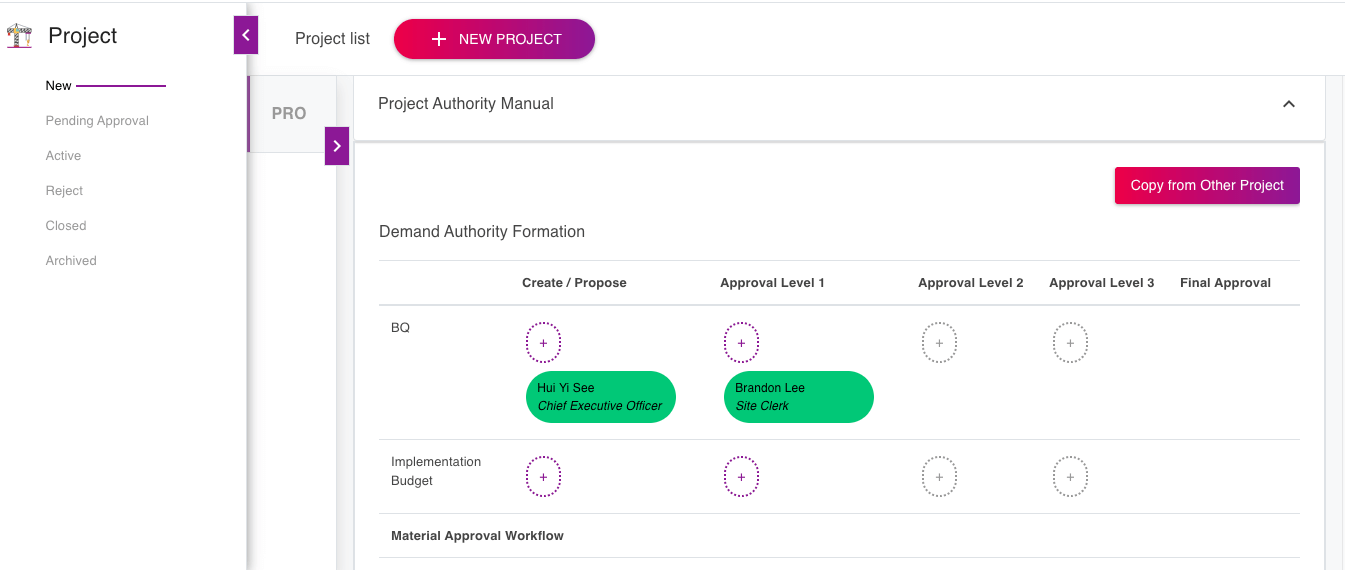 Project
Project list
+ NEW PROJECT
New
Pending Approval
Active
Reject
Closed
Archived
PRO
Project Authority Manual
Copy from Other Project
Demand Authority Formation
Create / Propose Approval Level 1 Approval Level 2 Approval Level 3 Final Approval
BQ + + + +
Hui Yi See Brandon Lee
Chief Executive Officer Site Clerk
Implementation
Budget
+ + + +
Material Approval Workflow